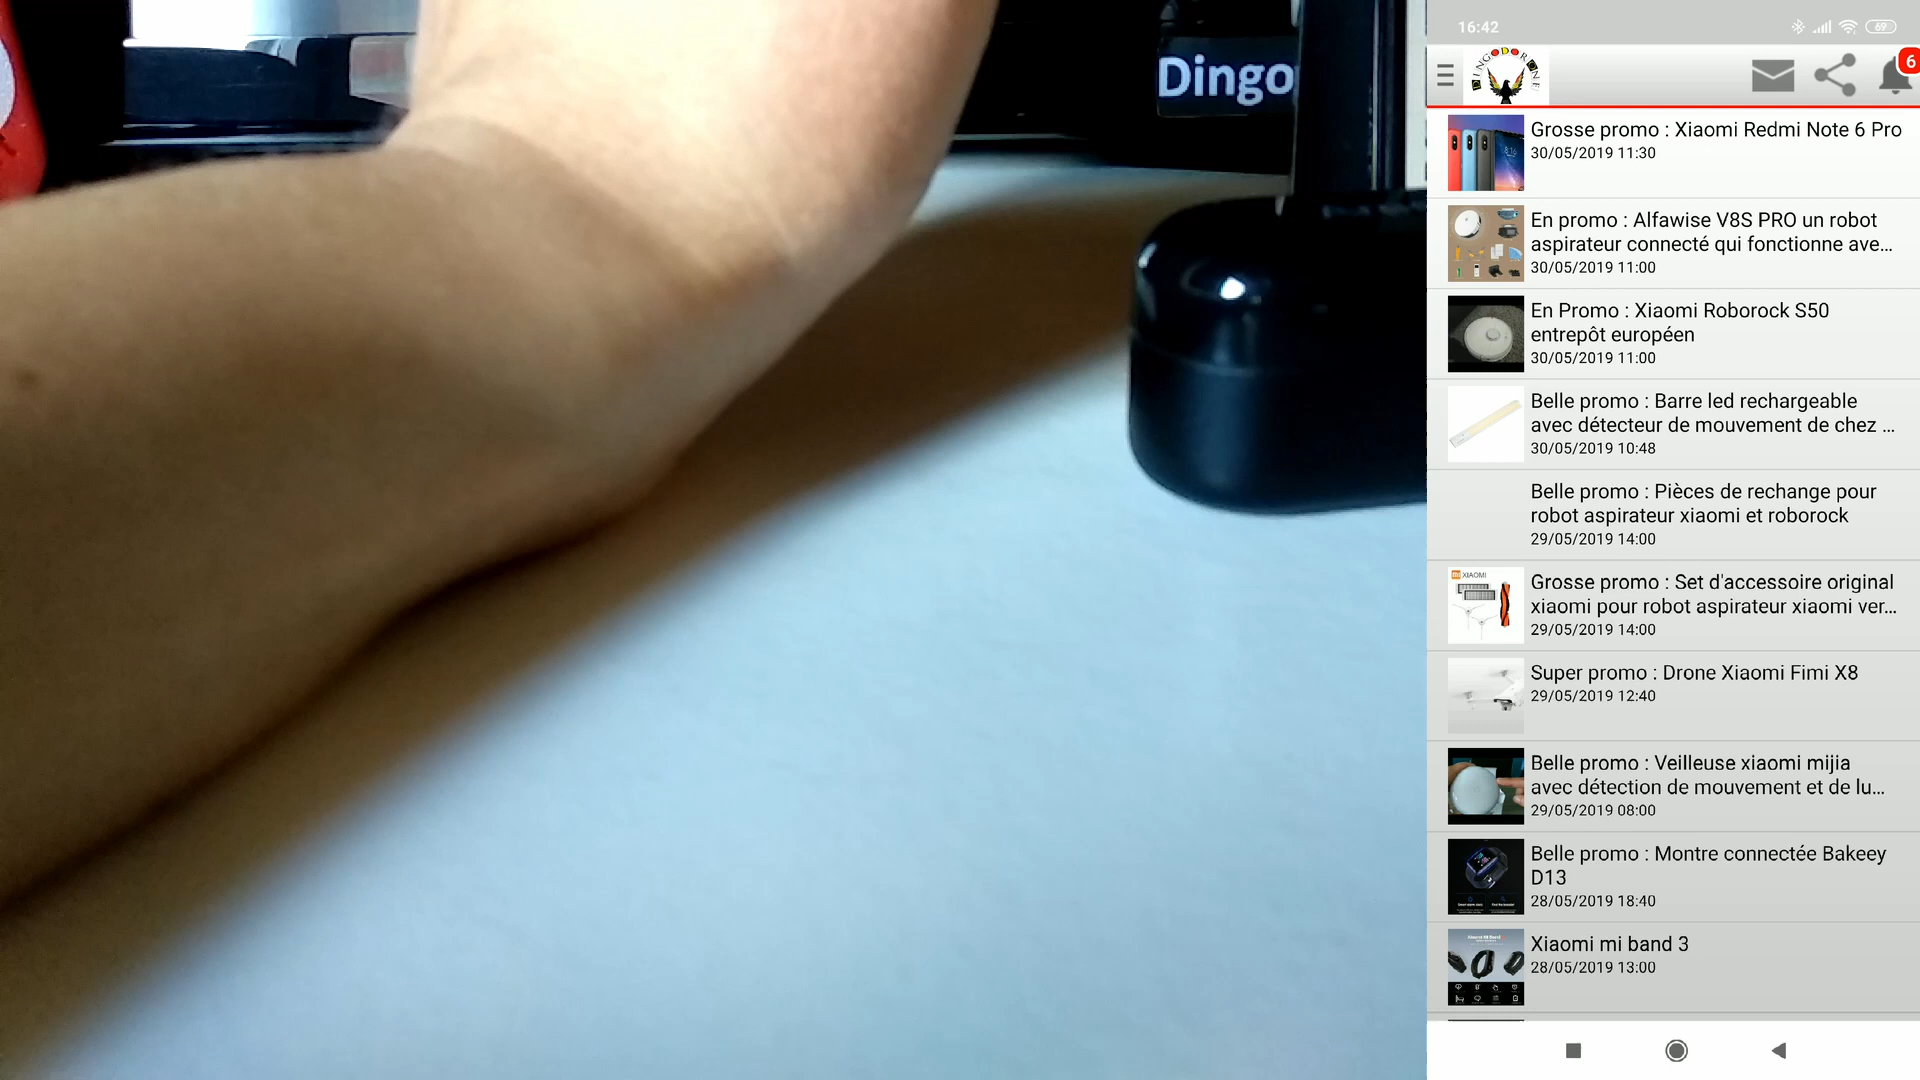 Dingo
16:42
69
DINGODRONE
6
Grosse promo : Xiaomi Redmi Note 6 Pro
30/05/2019 11:30
En promo : Alfawise V8S PRO un robot
aspirateur connecté qui fonctionne ave...
30/05/2019 11:00
En Promo : Xiaomi Roborock S50
entrepôt européen
30/05/2019 11:00
Belle promo : Barre led rechargeable
avec détecteur de mouvement de chez ...
30/05/2019 10:48
Belle promo : Pièces de rechange pour
robot aspirateur xiaomi et roborock
29/05/2019 14:00
XIAOMI
Grosse promo : Set d'accessoire original
xiaomi pour robot aspirateur xiaomi ver...
29/05/2019 14:00
Super promo : Drone Xiaomi Fimi X8
29/05/2019 12:40
Belle promo : Veilleuse xiaomi mijia
avec détection de mouvement et de lu...
29/05/2019 08:00
Belle promo : Montre connectée Bakeey
D13
28/05/2019 18:40
Xiaomi mi band 3
28/05/2019 13:00